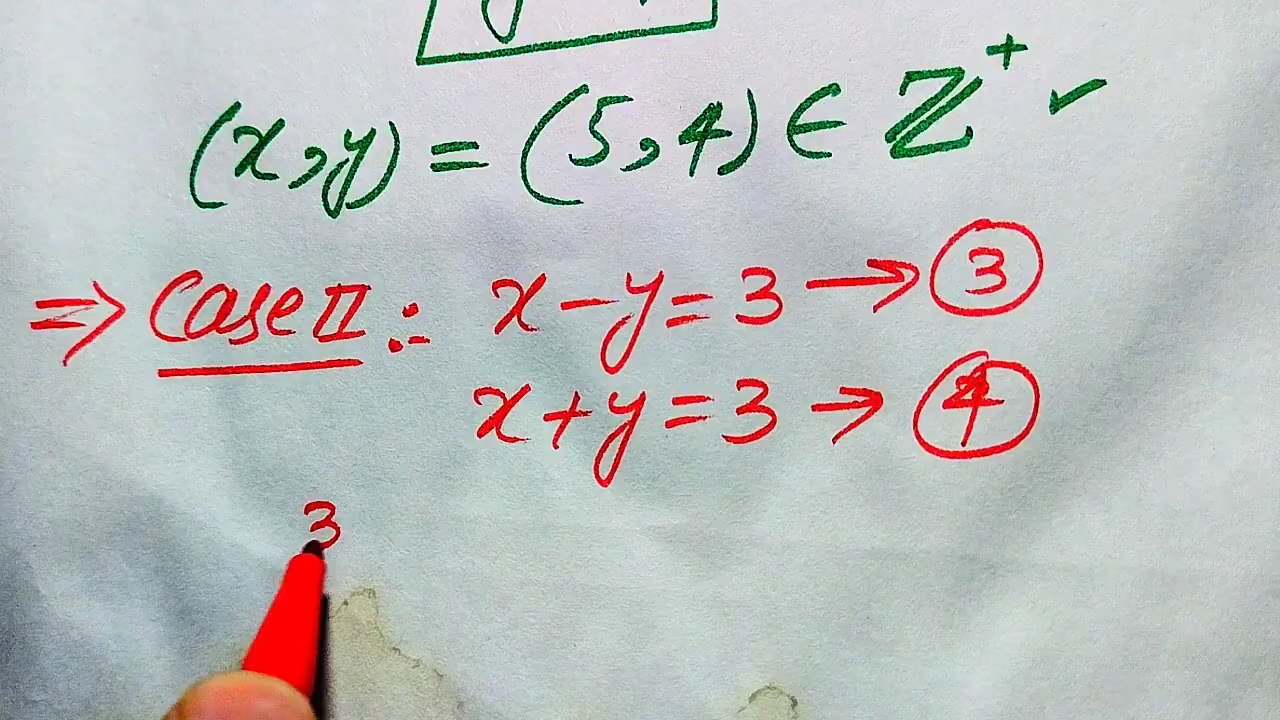 (x,y) = (5,4) ∈ ℤ⁺ ✓
⇒ Case II :- x-y=3 → ③
x+y=3 → ④
3